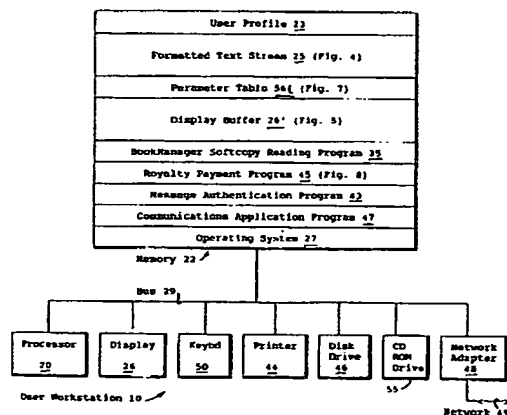 User Profile 23
Formatted Text Stream 25 (Fig. 4)
Parameter Table 56 (Fig. 7)
Display Buffer 26' (Fig. 5)
BookManager Softcopy Reading Program 35
Royalty Payment Program 45 (Fig. 8)
Message Authentication Program 43
Communications Application Program 47
Operating System 27
Memory 22
Bus 29
Processor 20
Display 26
Keybd 50
Printer 44
Disk Drive 46
CD ROM Drive 55
Network Adapter 48
User Workstation 10
Network 49